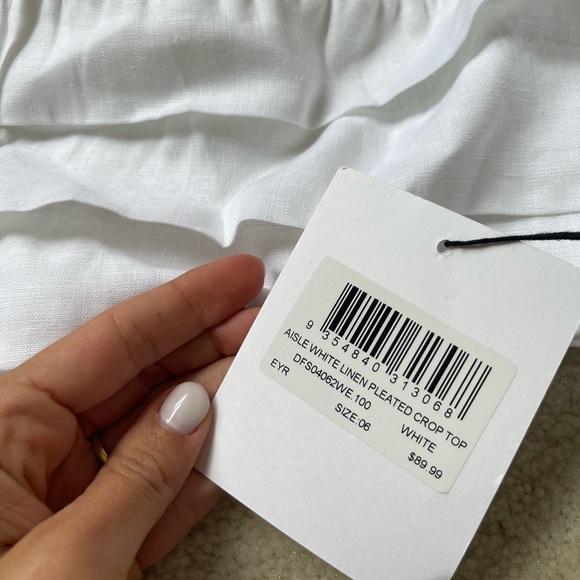 9 354840 313068
AISLE WHITE LINEN PLEATED CROP TOP
DFS04062WE.100 WHITE
EYR SIZE:06 $89.99